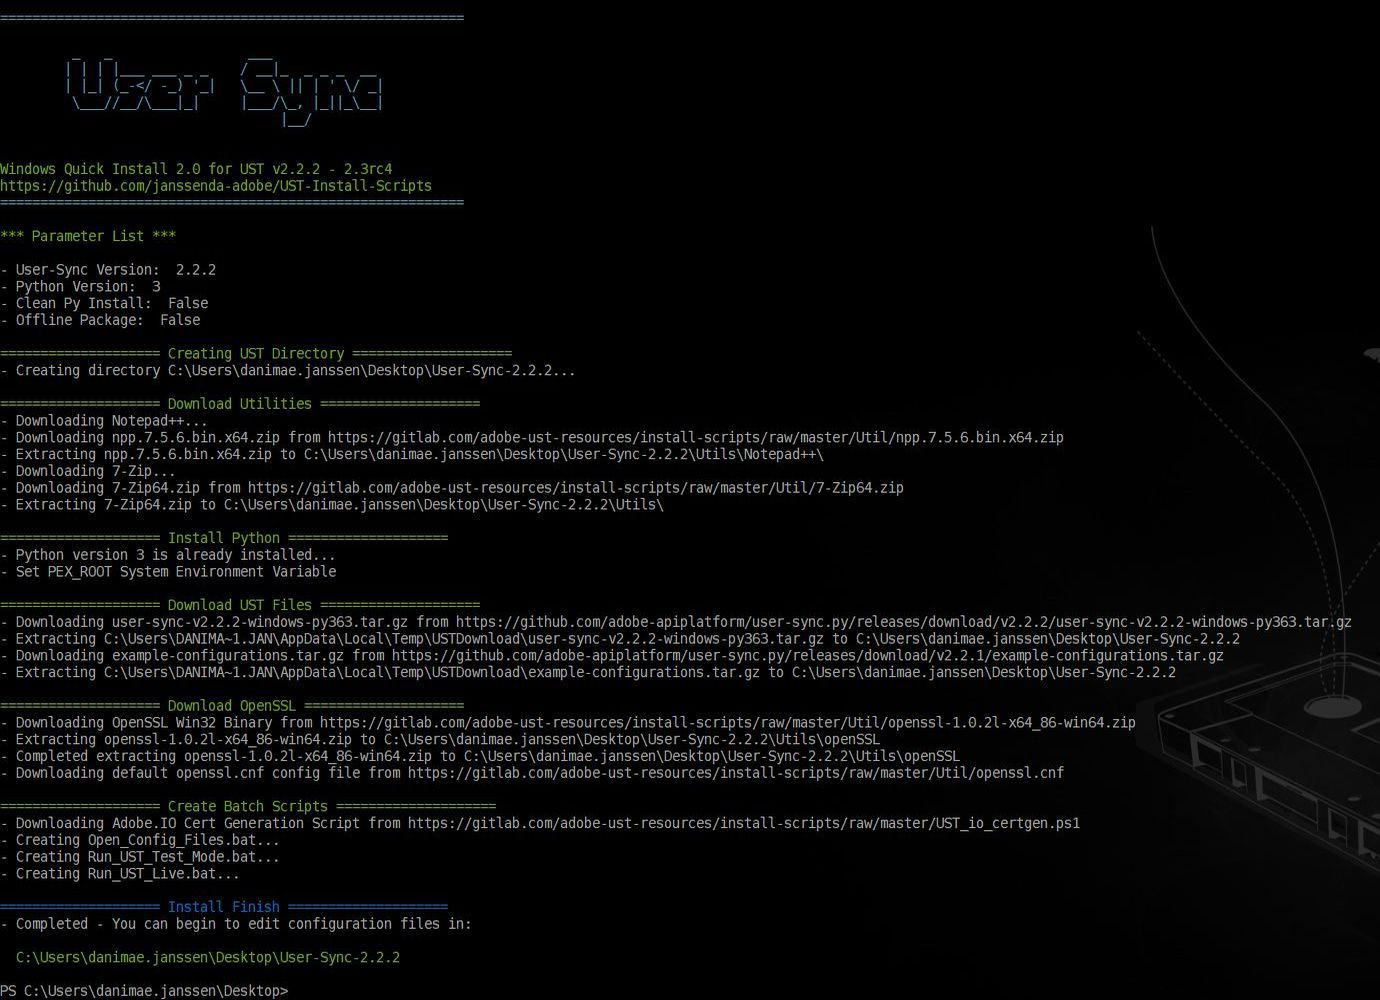 ==========================================================
User Sync
Windows Quick Install 2.0 for UST v2.2.2 - 2.3rc4
https://github.com/janssenda-adobe/UST-Install-Scripts
==========================================================
*** Parameter List ***
- User-Sync Version:  2.2.2
- Python Version:  3
- Clean Py Install:  False
- Offline Package:  False
==================== Creating UST Directory ====================
- Creating directory C:\Users\danimae.janssen\Desktop\User-Sync-2.2.2...
==================== Download Utilities ====================
- Downloading Notepad++...
- Downloading npp.7.5.6.bin.x64.zip from https://gitlab.com/adobe-ust-resources/install-scripts/raw/master/Util/npp.7.5.6.bin.x64.zip
- Extracting npp.7.5.6.bin.x64.zip to C:\Users\danimae.janssen\Desktop\User-Sync-2.2.2\Utils\Notepad++\
- Downloading 7-Zip...
- Downloading 7-Zip64.zip from https://gitlab.com/adobe-ust-resources/install-scripts/raw/master/Util/7-Zip64.zip
- Extracting 7-Zip64.zip to C:\Users\danimae.janssen\Desktop\User-Sync-2.2.2\Utils\
==================== Install Python ====================
- Python version 3 is already installed...
- Set PEX_ROOT System Environment Variable
==================== Download UST Files ====================
- Downloading user-sync-v2.2.2-windows-py363.tar.gz from https://github.com/adobe-apiplatform/user-sync.py/releases/download/v2.2.2/user-sync-v2.2.2-windows-py363.tar.gz
- Extracting C:\Users\DANIMA~1.JAN\AppData\Local\Temp\USTDownload\user-sync-v2.2.2-windows-py363.tar.gz to C:\Users\danimae.janssen\Desktop\User-Sync-2.2.2
- Downloading example-configurations.tar.gz from https://github.com/adobe-apiplatform/user-sync.py/releases/download/v2.2.1/example-configurations.tar.gz
- Extracting C:\Users\DANIMA~1.JAN\AppData\Local\Temp\USTDownload\example-configurations.tar.gz to C:\Users\danimae.janssen\Desktop\User-Sync-2.2.2
==================== Download OpenSSL ====================
- Downloading OpenSSL Win32 Binary from https://gitlab.com/adobe-ust-resources/install-scripts/raw/master/Util/openssl-1.0.2l-x64_86-win64.zip
- Extracting openssl-1.0.2l-x64_86-win64.zip to C:\Users\danimae.janssen\Desktop\User-Sync-2.2.2\Utils\openSSL
- Completed extracting openssl-1.0.2l-x64_86-win64.zip to C:\Users\danimae.janssen\Desktop\User-Sync-2.2.2\Utils\openSSL
- Downloading default openssl.cnf config file from https://gitlab.com/adobe-ust-resources/install-scripts/raw/master/Util/openssl.cnf
==================== Create Batch Scripts ====================
- Downloading Adobe.IO Cert Generation Script from https://gitlab.com/adobe-ust-resources/install-scripts/raw/master/UST_io_certgen.ps1
- Creating Open_Config_Files.bat...
- Creating Run_UST_Test_Mode.bat...
- Creating Run_UST_Live.bat...
==================== Install Finish ====================
- Completed - You can begin to edit configuration files in:
C:\Users\danimae.janssen\Desktop\User-Sync-2.2.2
PS C:\Users\danimae.janssen\Desktop>